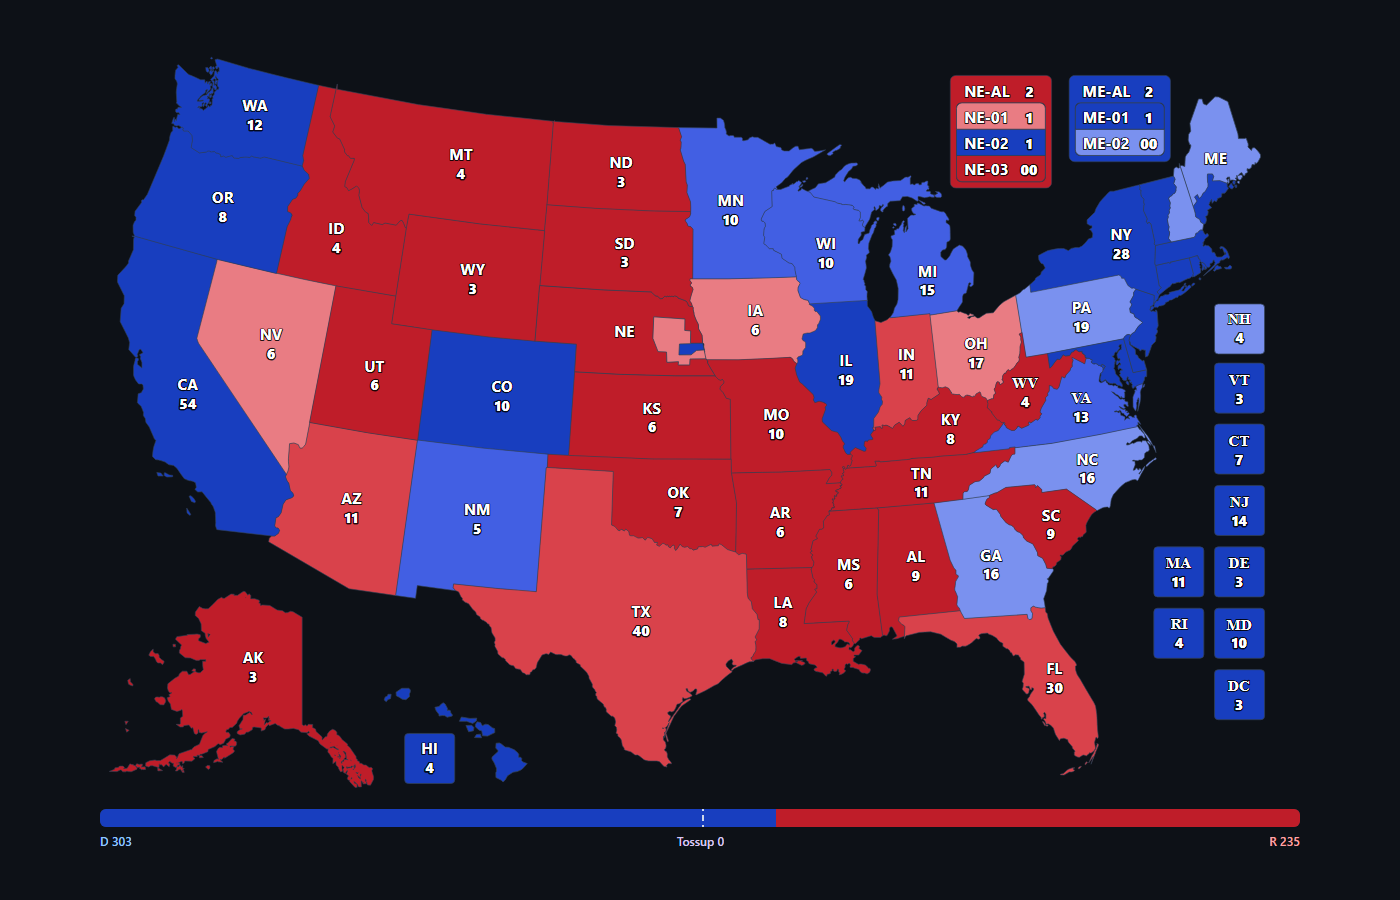 WA
12
OR
8
CA
54
NV
6
ID
4
MT
4
WY
3
UT
6
AZ
11
CO
10
NM
5
ND
3
SD
3
NE
KS
6
OK
7
TX
40
MN
10
IA
6
MO
10
AR
6
LA
8
WI
10
IL
19
MI
15
IN
11
OH
17
KY
8
TN
11
MS
6
AL
9
GA
16
FL
30
SC
9
NC
16
VA
13
WV
4
PA
19
NY
28
ME
AK
3
HI
4
NE-AL 2
NE-01 1
NE-02 1
NE-03 00
ME-AL 2
ME-01 1
ME-02 00
NH
4
VT
3
CT
7
NJ
14
MA
11
DE
3
RI
4
MD
10
DC
3
D 303
Tossup 0
R 235